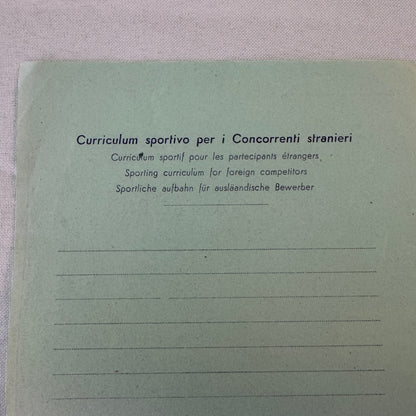 Curriculum sportivo per i Concorrenti stranieri
Curriculum sportif pour les partecipants étrangers
Sporting curriculum for foreign competitors
Sportliche aufbahn für ausläandische Bewerber